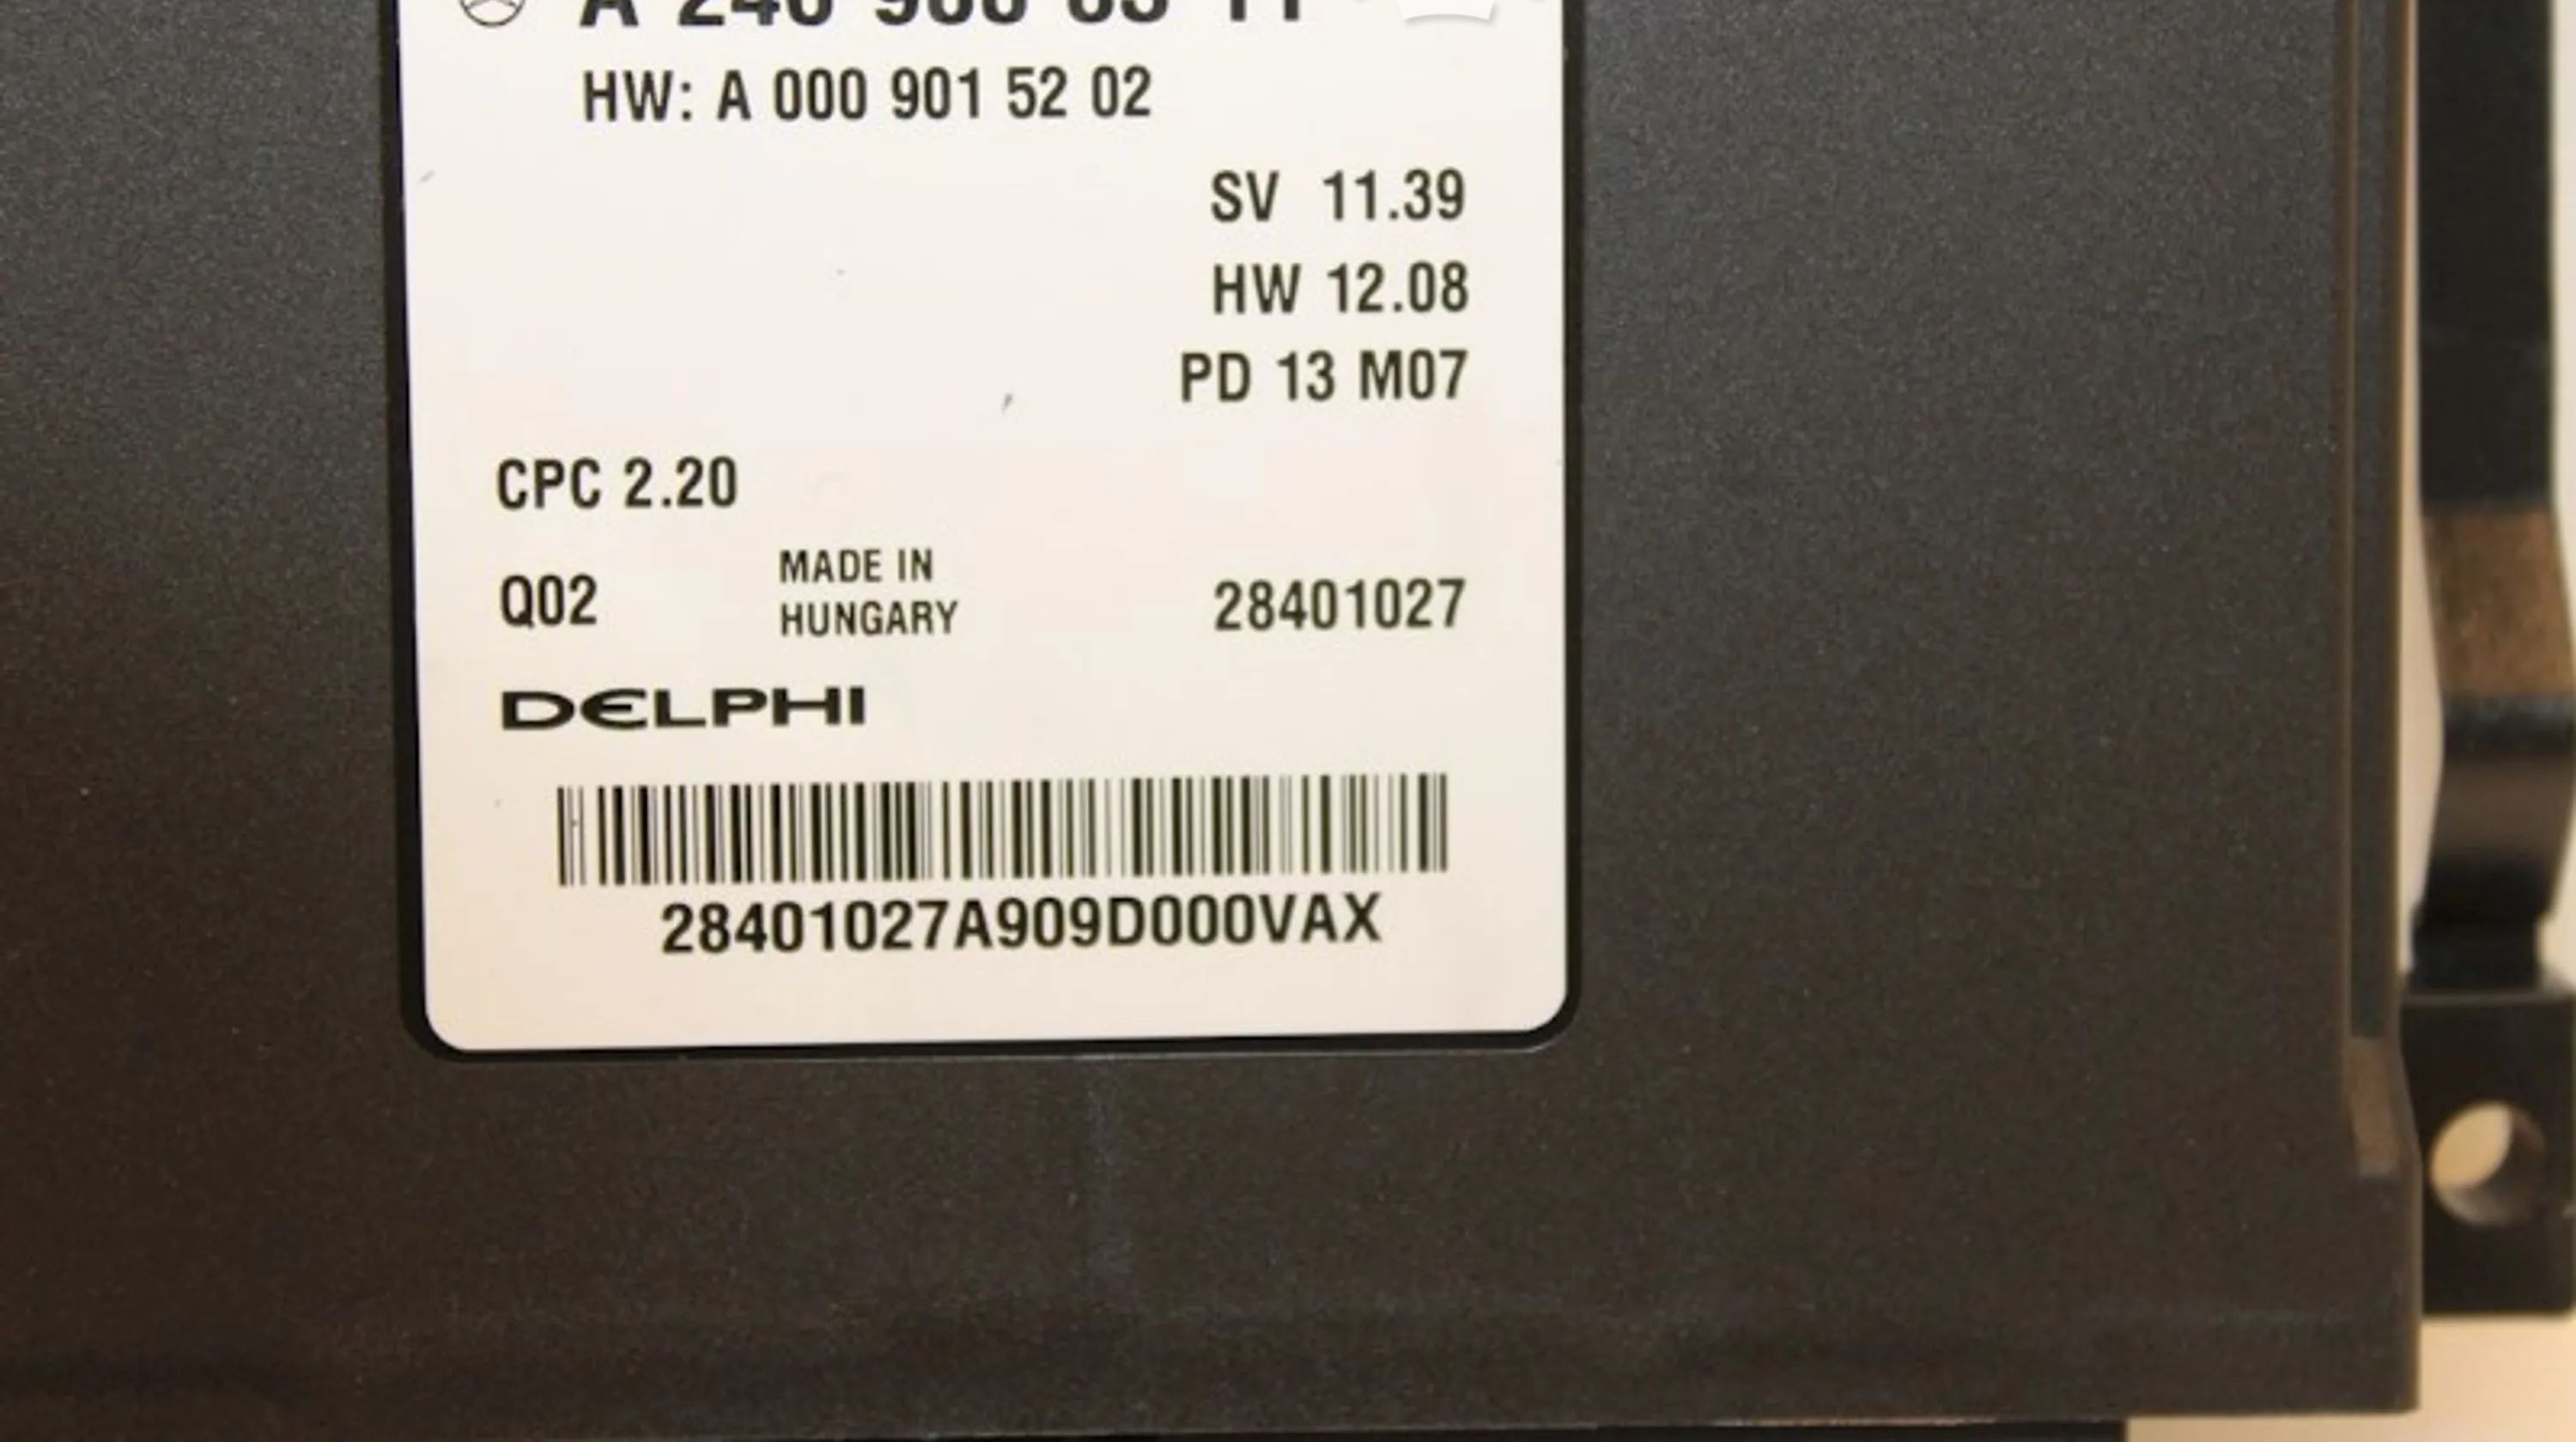 HW: A 000 901 52 02
SV 11.39
HW 12.08
PD 13 M07
CPC 2.20
Q02
MADE IN
HUNGARY
28401027
DELPHI
28401027A909D000VAX